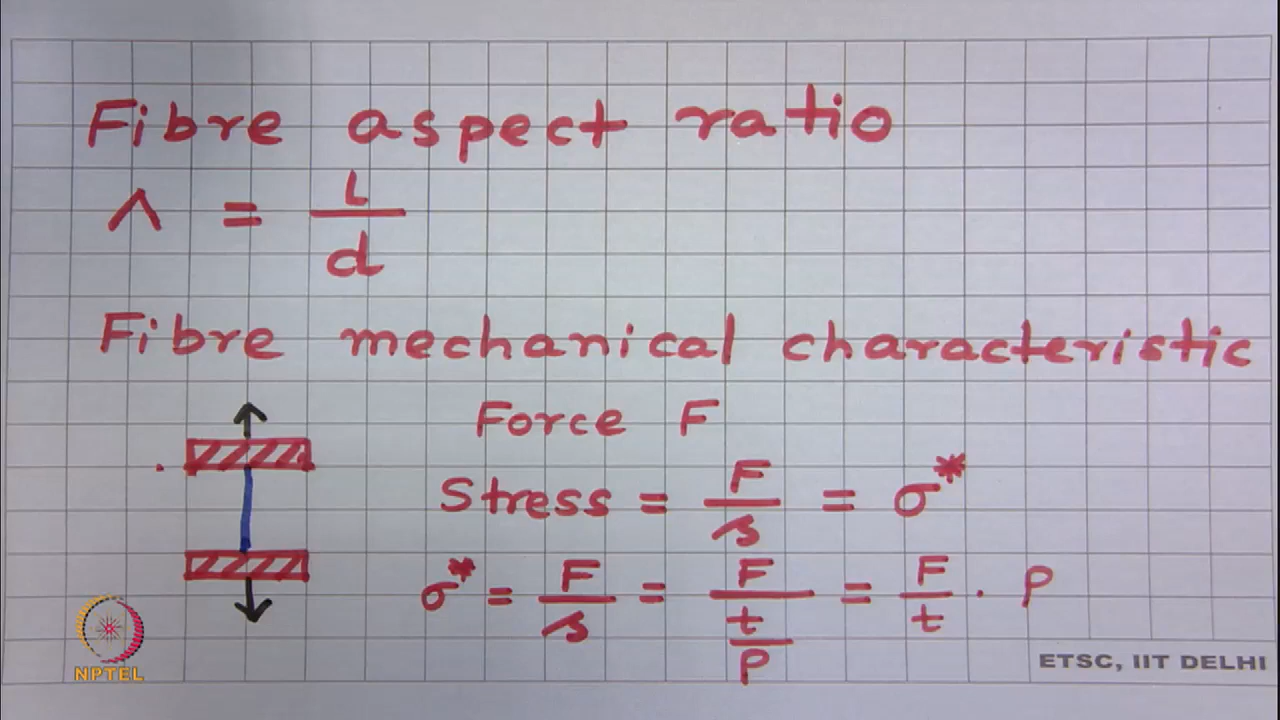 Fibre aspect ratio
Λ = l / d
Fibre mechanical characteristic
Force F
Stress = F / s = σ*
σ* = F / s = F / (t / ρ) = F / t · ρ
NPTEL
ETSC, IIT DELHI